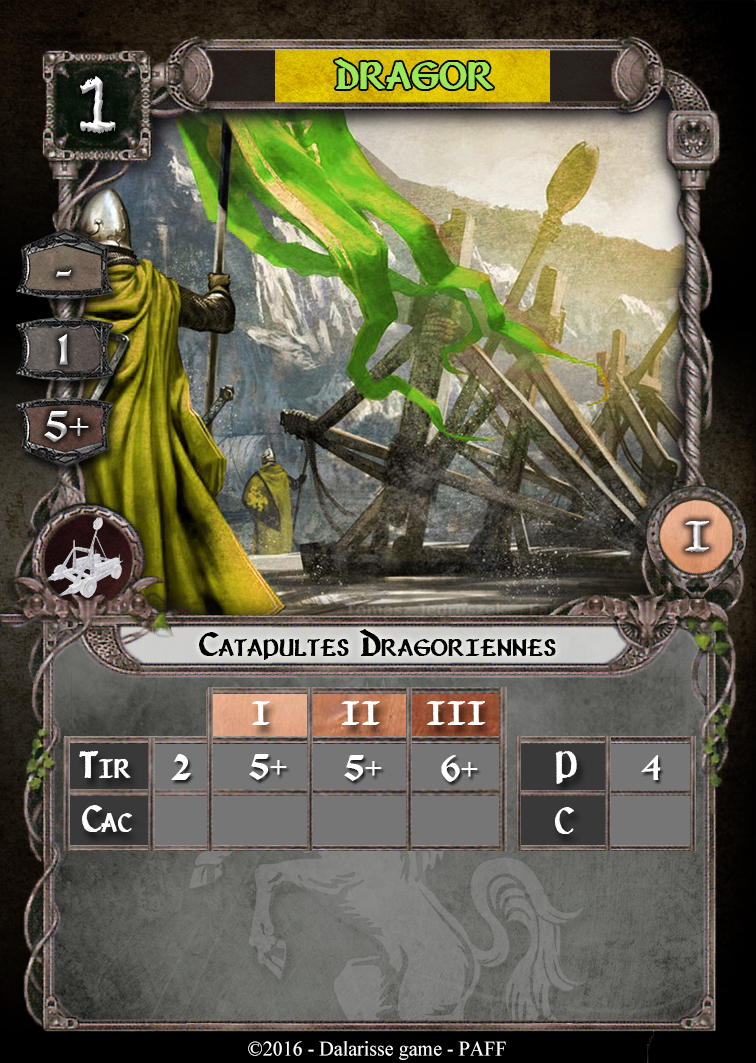 1
DRAGOR
-
1
5+
I
Catapultes Dragoriennes
I II III
Tir 2 5+ 5+ 6+ P 4
Cac C
©2016 - Dalarisse game - PAFF